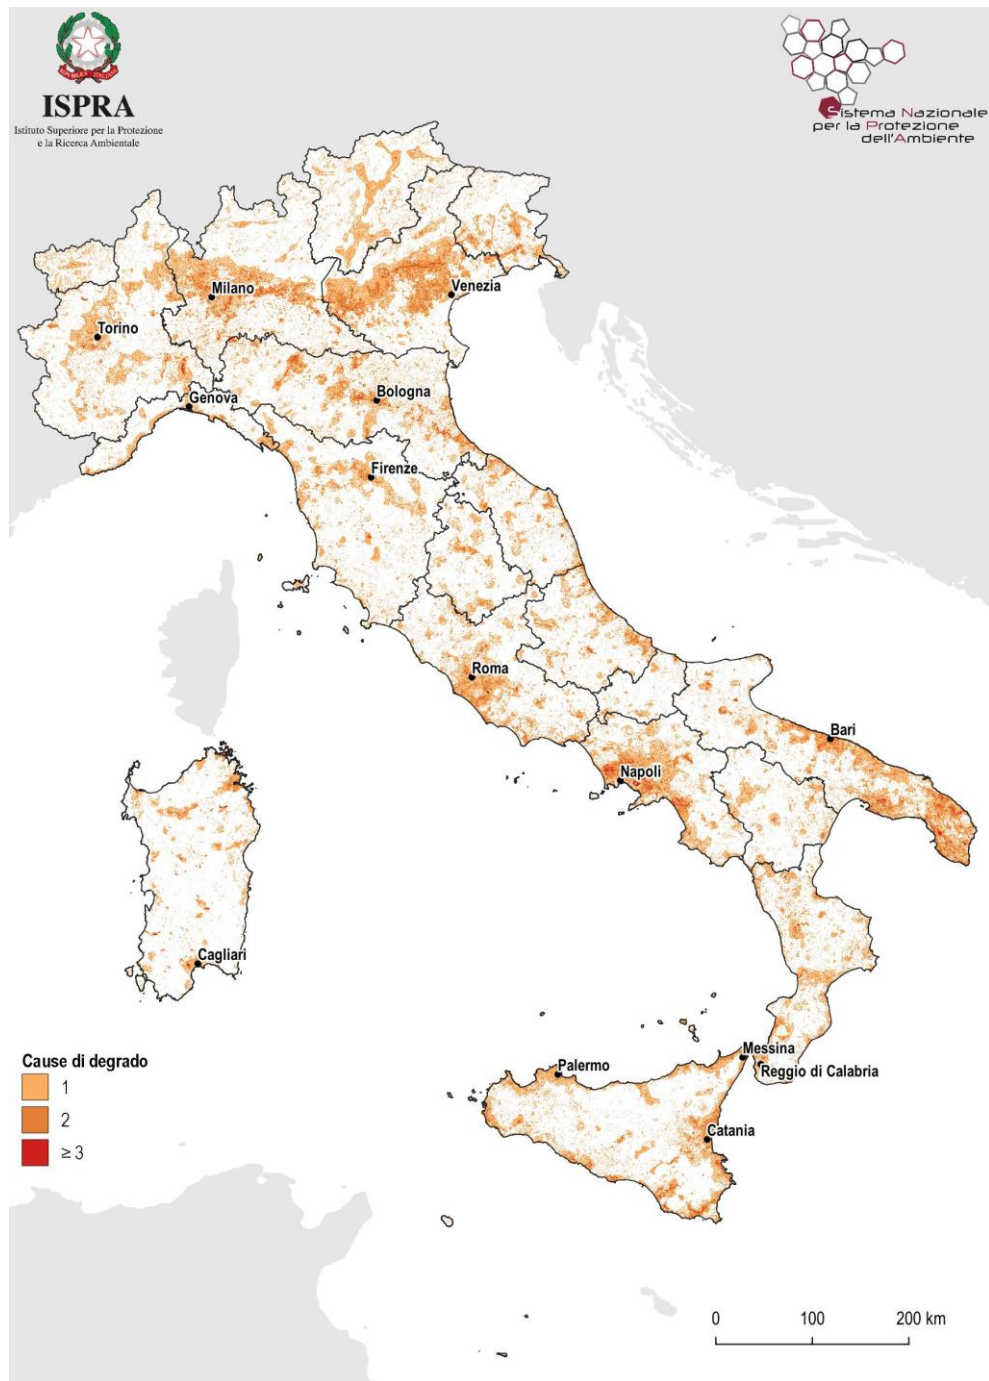 ISPRA
Istituto Superiore per la Protezione
e la Ricerca Ambientale
Sistema Nazionale
per la Protezione
dell'Ambiente
Milano
Venezia
Torino
Bologna
Genova
Firenze
Roma
Bari
Napoli
Cagliari
Messina
Reggio di Calabria
Palermo
Catania
Cause di degrado
1
2
≥ 3
0 100 200 km